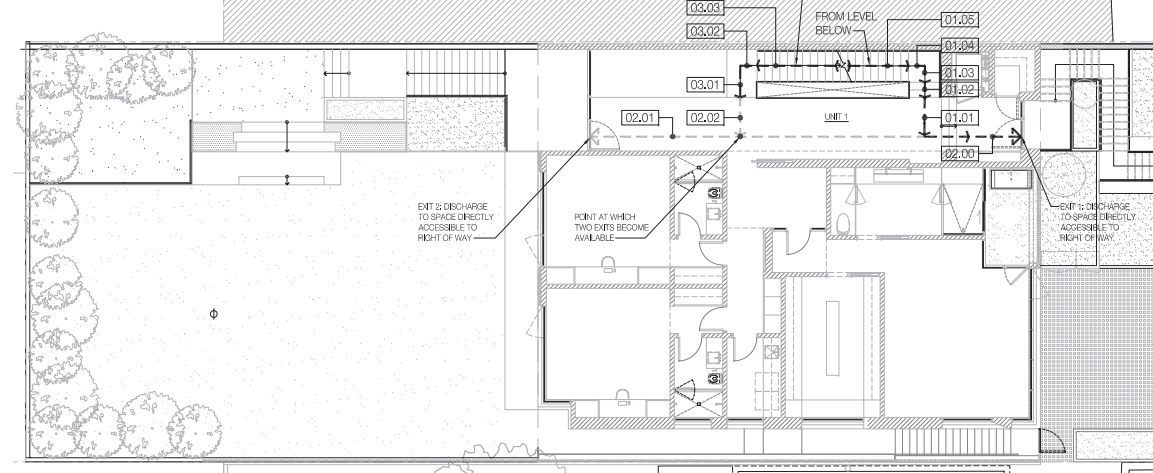 03.03
FROM LEVEL
BELOW
01.05
03.02
01.04
01.03
03.01
01.02
02.01
02.02
UNIT 1
01.01
02.00
EXIT 2: DISCHARGE
TO SPACE DIRECTLY
ACCESSIBLE TO
RIGHT OF WAY
POINT AT WHICH
TWO EXITS BECOME
AVAILABLE
EXIT 1: DISCHARGE
TO SPACE DIRECTLY
ACCESSIBLE TO
RIGHT OF WAY.